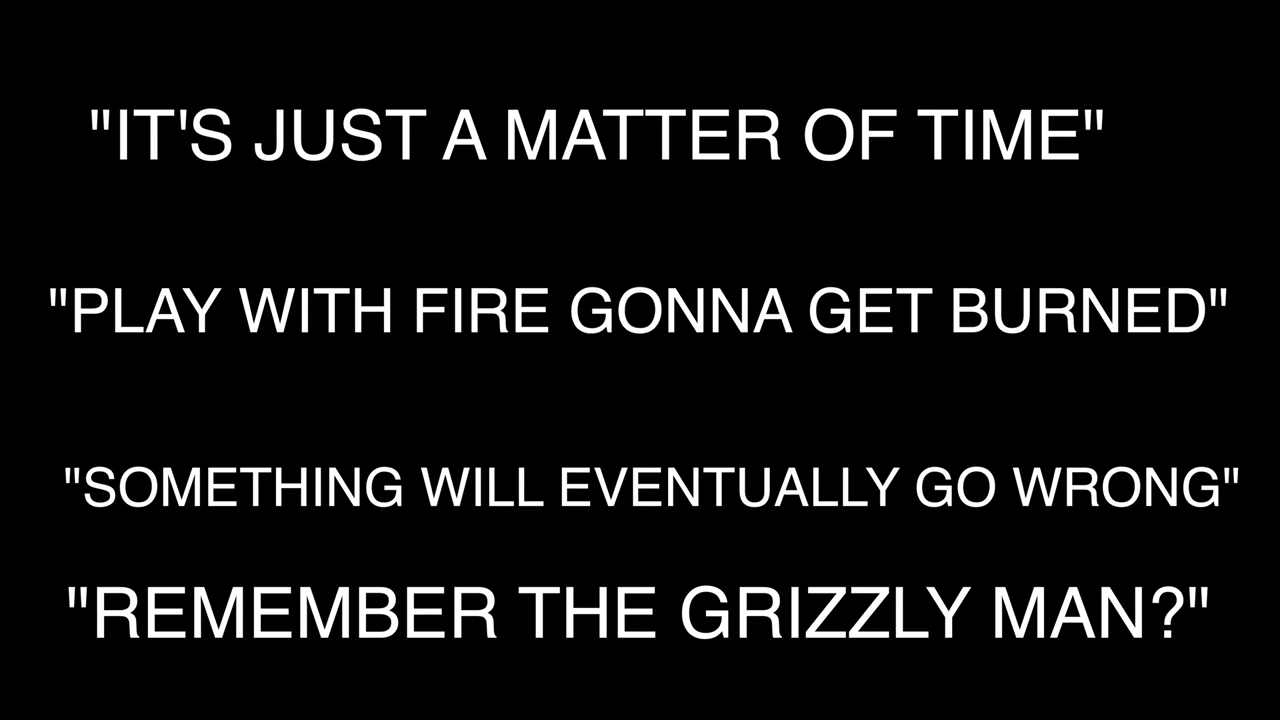 "IT'S JUST A MATTER OF TIME"
"PLAY WITH FIRE GONNA GET BURNED"
"SOMETHING WILL EVENTUALLY GO WRONG"
"REMEMBER THE GRIZZLY MAN?"